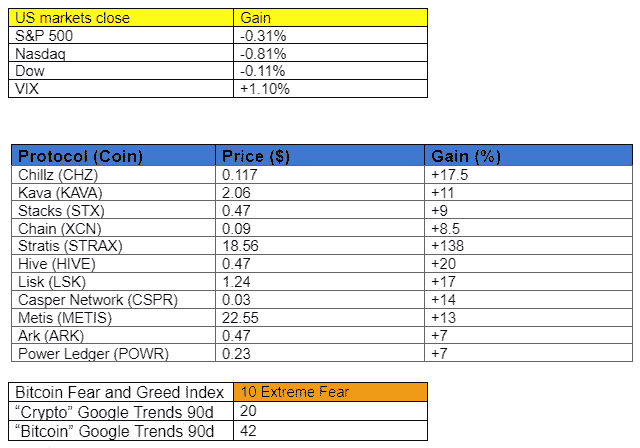 US markets close Gain
S&P 500 -0.31%
Nasdaq -0.81%
Dow -0.11%
VIX +1.10%
Protocol (Coin) Price ($) Gain (%)
Chillz (CHZ) 0.117 +17.5
Kava (KAVA) 2.06 +11
Stacks (STX) 0.47 +9
Chain (XCN) 0.09 +8.5
Stratis (STRAX) 18.56 +138
Hive (HIVE) 0.47 +20
Lisk (LSK) 1.24 +17
Casper Network (CSPR) 0.03 +14
Metis (METIS) 22.55 +13
Ark (ARK) 0.47 +7
Power Ledger (POWR) 0.23 +7
Bitcoin Fear and Greed Index 10 Extreme Fear
“Crypto” Google Trends 90d 20
“Bitcoin” Google Trends 90d 42